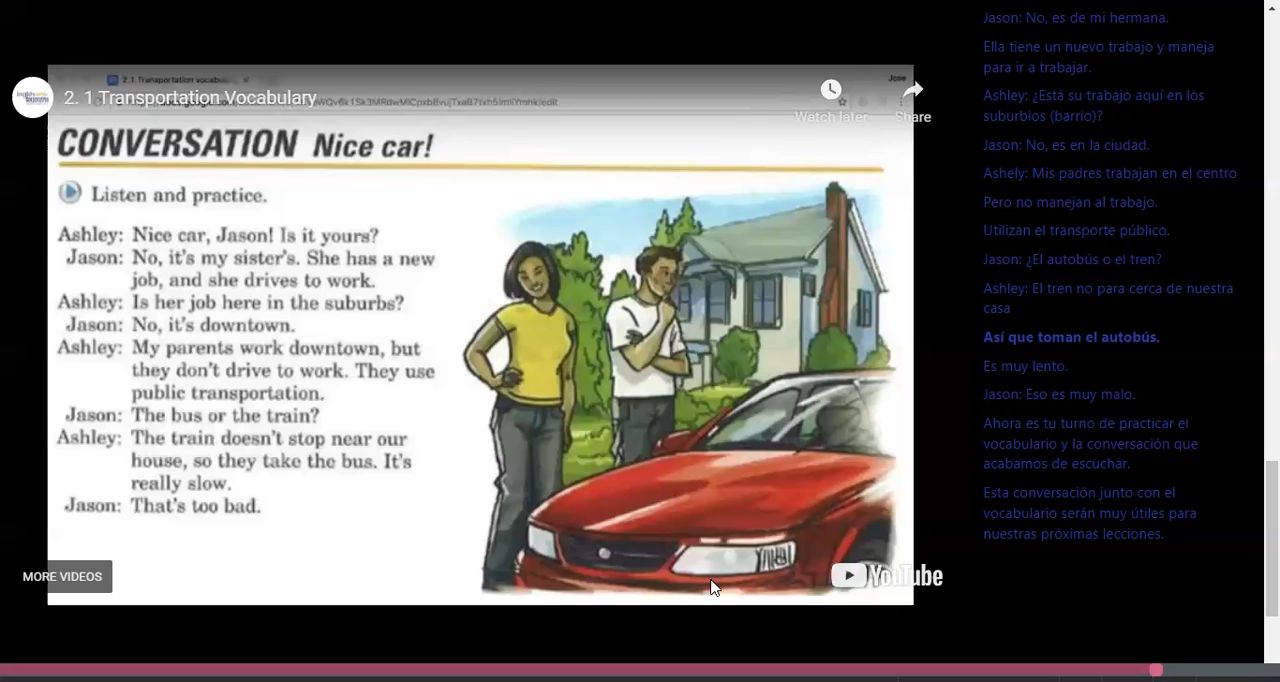 2.1 Transportation vocabu
Jose
2. 1 Transportation Vocabulary
Watch later
Share
CONVERSATION Nice car!
Listen and practice.
Ashley: Nice car, Jason! Is it yours?
Jason: No, it's my sister's. She has a new
job, and she drives to work.
Ashley: Is her job here in the suburbs?
Jason: No, it's downtown.
Ashley: My parents work downtown, but
they don't drive to work. They use
public transportation.
Jason: The bus or the train?
Ashley: The train doesn't stop near our
house, so they take the bus. It's
really slow.
Jason: That's too bad.
MORE VIDEOS
YouTube
Jason: No, es de mi hermana.
Ella tiene un nuevo trabajo y maneja
para ir a trabajar.
Ashley: ¿Está su trabajo aquí en los
suburbios (barrio)?
Jason: No, es en la ciudad.
Ashely: Mis padres trabajan en el centro
Pero no manejan al trabajo.
Utilizan el transporte público.
Jason: ¿El autobús o el tren?
Ashley: El tren no para cerca de nuestra
casa
Así que toman el autobús.
Es muy lento.
Jason: Eso es muy malo.
Ahora es tu turno de practicar el
vocabulario y la conversación que
acabamos de escuchar.
Esta conversación junto con el
vocabulario serán muy útiles para
nuestras próximas lecciones.